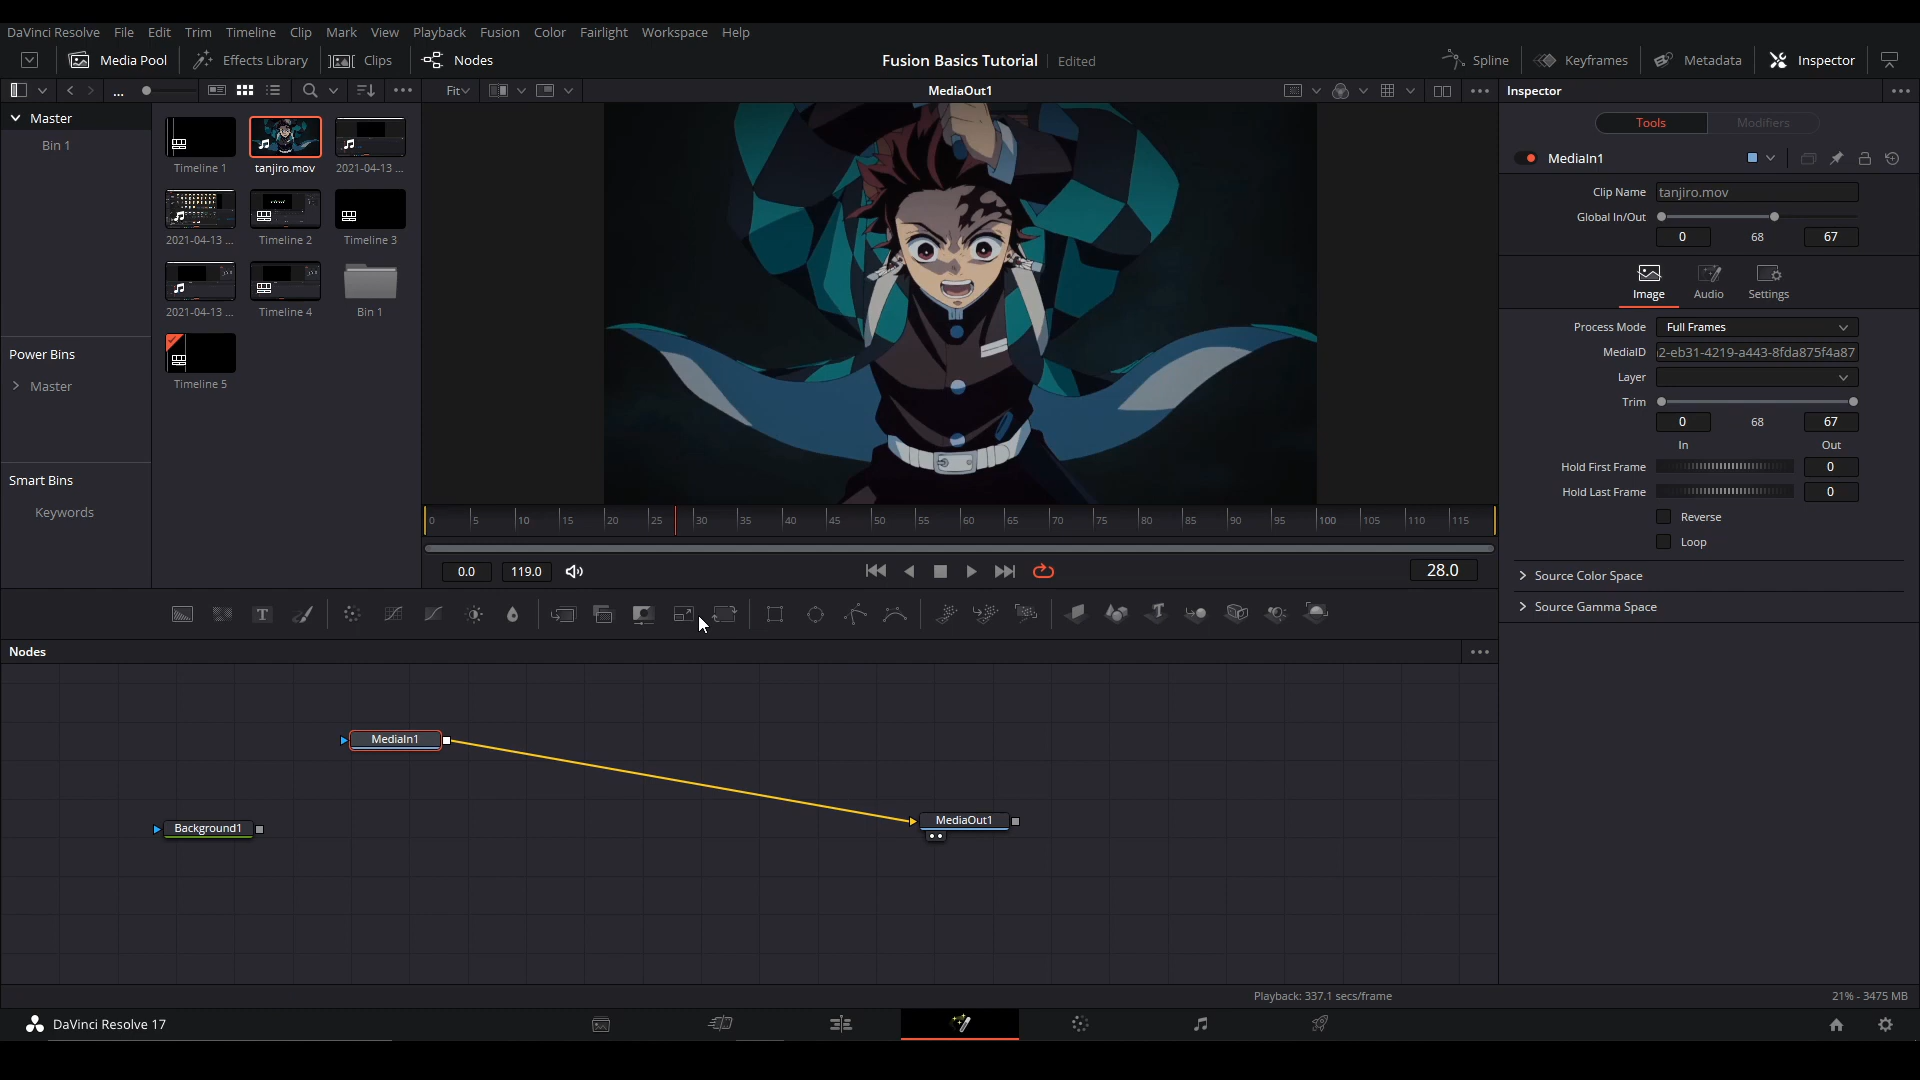 DaVinci Resolve File Edit Trim Timeline Clip Mark View Playback Fusion Color Fairlight Workspace Help
Media Pool Effects Library Clips Nodes Fusion Basics Tutorial Edited Spline Keyframes Metadata Inspector
... Fit MediaOut1 Inspector
Master
Bin 1
Timeline 1 tanjiro.mov 2021-04-13 ...
2021-04-13 ... Timeline 2 Timeline 3
2021-04-13 ... Timeline 4 Bin 1
Timeline 5
Power Bins
Master
Smart Bins
Keywords
0 5 10 15 20 25 30 35 40 45 50 55 60 65 70 75 80 85 90 95 100 105 110 115
0.0 119.0 28.0
Tools Modifiers
MediaIn1
Clip Name tanjiro.mov
Global In/Out
0 68 67
Image Audio Settings
Process Mode Full Frames
MediaID 2-eb31-4219-a443-8fda875f4a87
Layer
Trim
0 68 67
In Out
Hold First Frame 0
Hold Last Frame 0
Reverse
Loop
Source Color Space
Source Gamma Space
T
Nodes
MediaIn1
Background1
MediaOut1
Playback: 337.1 secs/frame 21% - 3475 MB
DaVinci Resolve 17